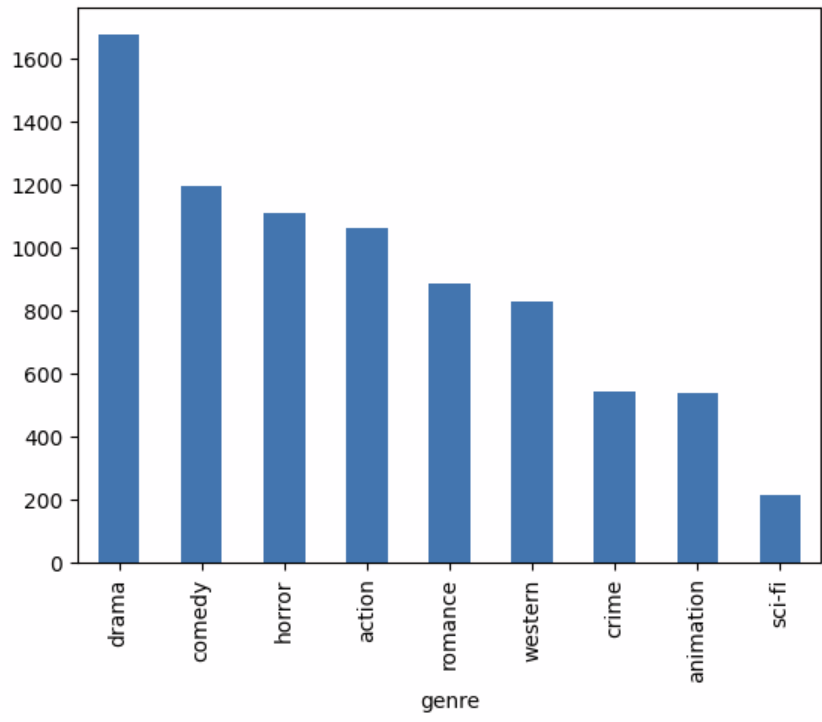 1600
1400
1200
1000
800
600
400
200
0
drama
comedy
horror
action
romance
western
crime
animation
sci-fi
genre